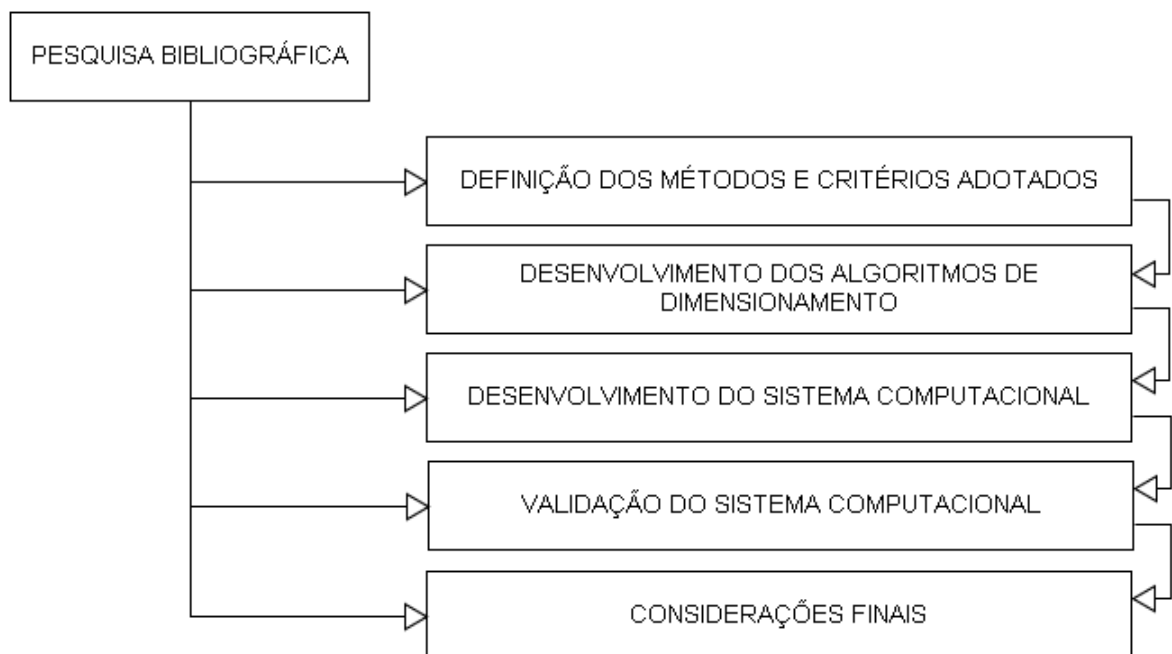 PESQUISA BIBLIOGRÁFICA
DEFINIÇÃO DOS MÉTODOS E CRITÉRIOS ADOTADOS
DESENVOLVIMENTO DOS ALGORITMOS DE
DIMENSIONAMENTO
DESENVOLVIMENTO DO SISTEMA COMPUTACIONAL
VALIDAÇÃO DO SISTEMA COMPUTACIONAL
CONSIDERAÇÕES FINAIS